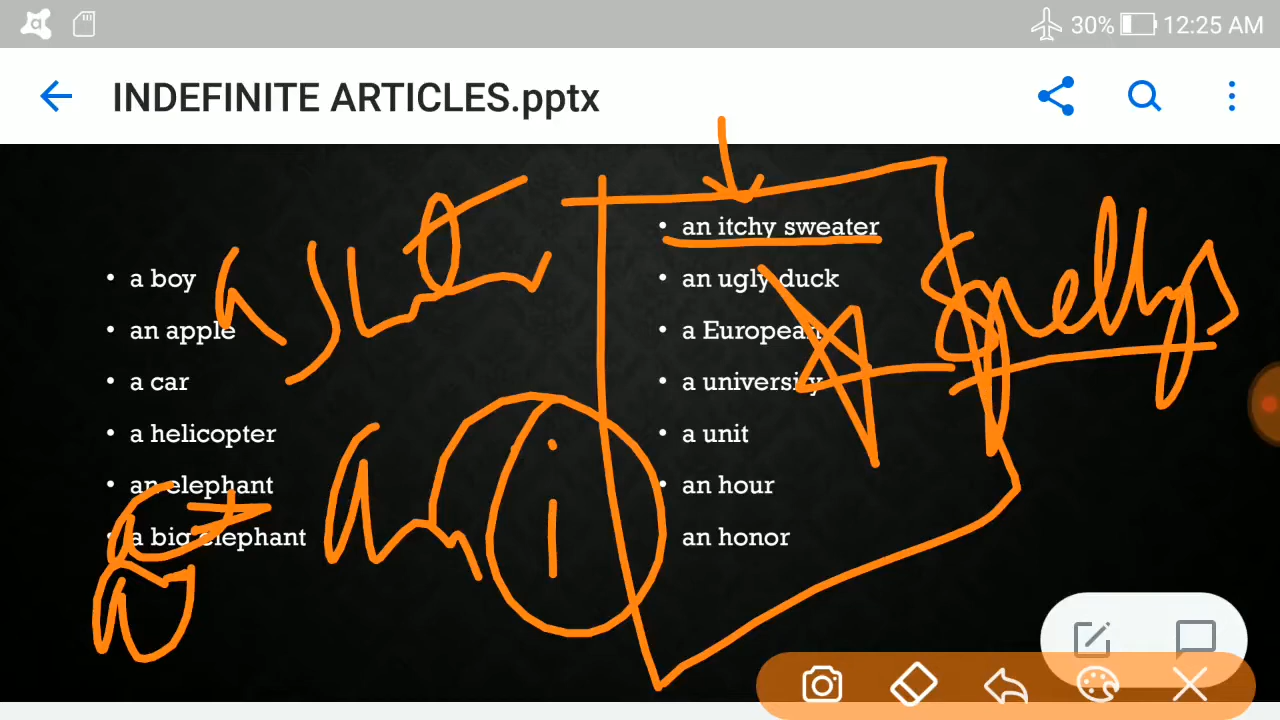 30% 12:25 AM
INDEFINITE ARTICLES.pptx
• a boy
• an apple
• a car
• a helicopter
• an elephant
• a big elephant
• an itchy sweater
• an ugly duck
• a European
• a university
• a unit
• an hour
an honor
an i